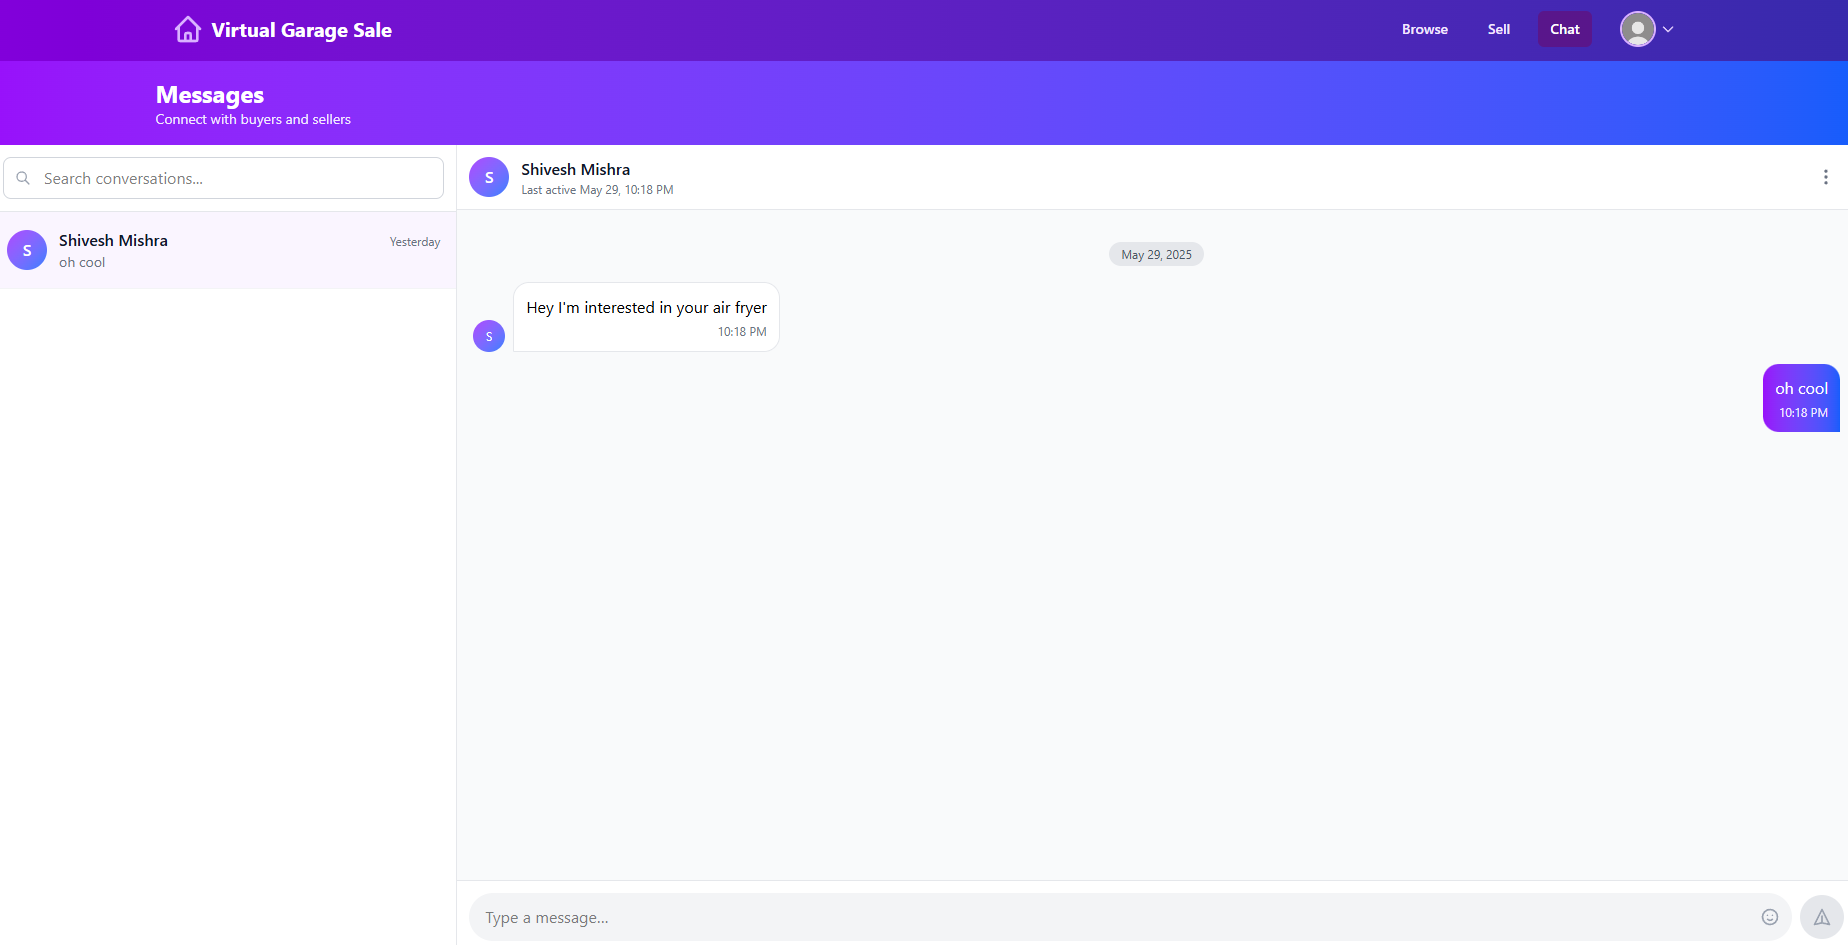 Virtual Garage Sale
Browse
Sell
Chat
Messages
Connect with buyers and sellers
Search conversations...
S
Shivesh Mishra
Yesterday
oh cool
S
Shivesh Mishra
Last active May 29, 10:18 PM
May 29, 2025
Hey I'm interested in your air fryer
10:18 PM
S
oh cool
10:18 PM
Type a message...